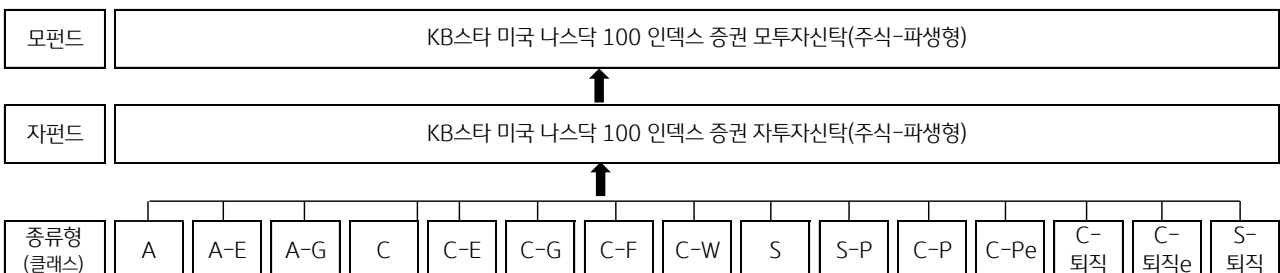 모펀드
KB스타 미국 나스닥 100 인덱스 증권 모투자신탁(주식-파생형)
자펀드
KB스타 미국 나스닥 100 인덱스 증권 자투자신탁(주식-파생형)
종류형
(클래스)
A
A-E
A-G
C
C-E
C-G
C-F
C-W
S
S-P
C-P
C-Pe
C-
퇴직
C-
퇴직e
S-
퇴직